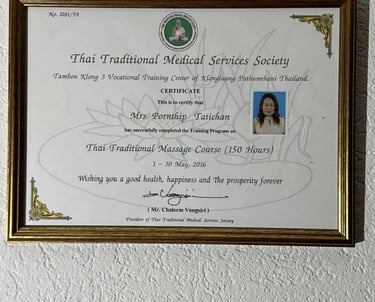 No. 3281/59
Thai Traditional Medical Services Society
Tambon Klong 3 Vocational Training Center of Klongluang Pathumthani Thailand.
CERTIFICATE
This is to certify that
Mrs. Pornthip Tatichan
has successfully completed the Training Program on
Thai Traditional Massage Course (150 Hours)
1 - 30 May, 2016
Wishing you a good health, happiness and The prosperity forever
( Mr. Chalerm Vangsiri )
President of Thai Traditional Medical Services Society